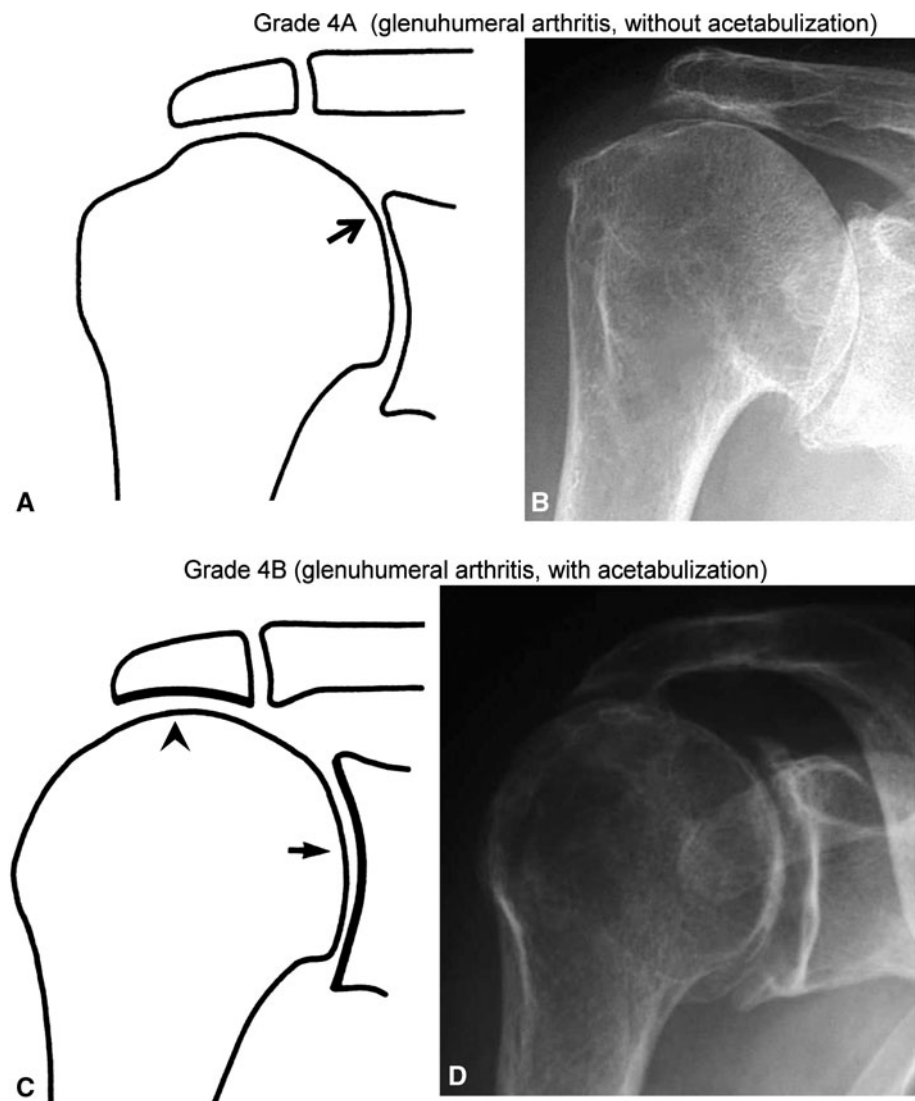 Grade 4A (glenuhumeral arthritis, without acetabulization)
A
B
Grade 4B (glenuhumeral arthritis, with acetabulization)
C
D